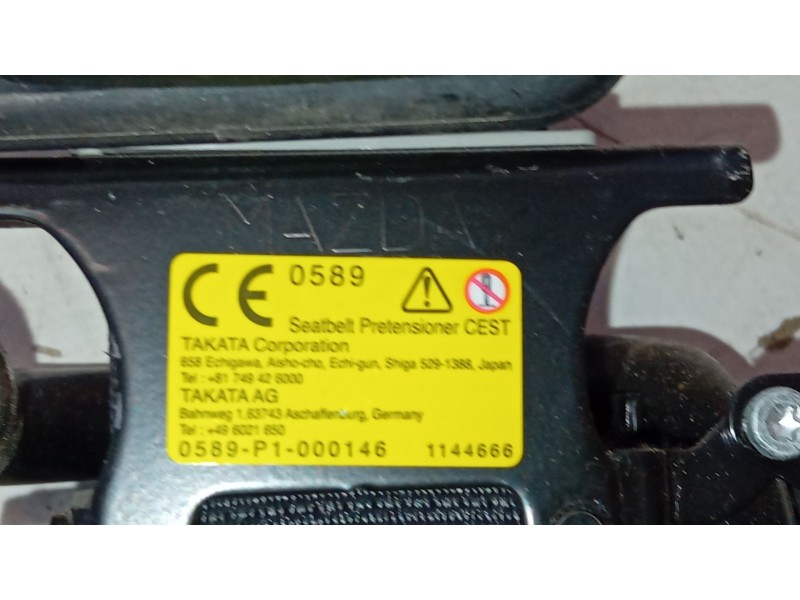 MAZDA
CE 0589
Seatbelt Pretensioner CEST
TAKATA Corporation
658 Echigawa, Aisho-cho, Echi-gun, Shiga 529-1388, Japan
Tel : +81 749 42 6000
TAKATA AG
Bahnweg 1,63743 Aschaffenburg, Germany
Tel : +49 6021 650
0589-P1-000146 1144666